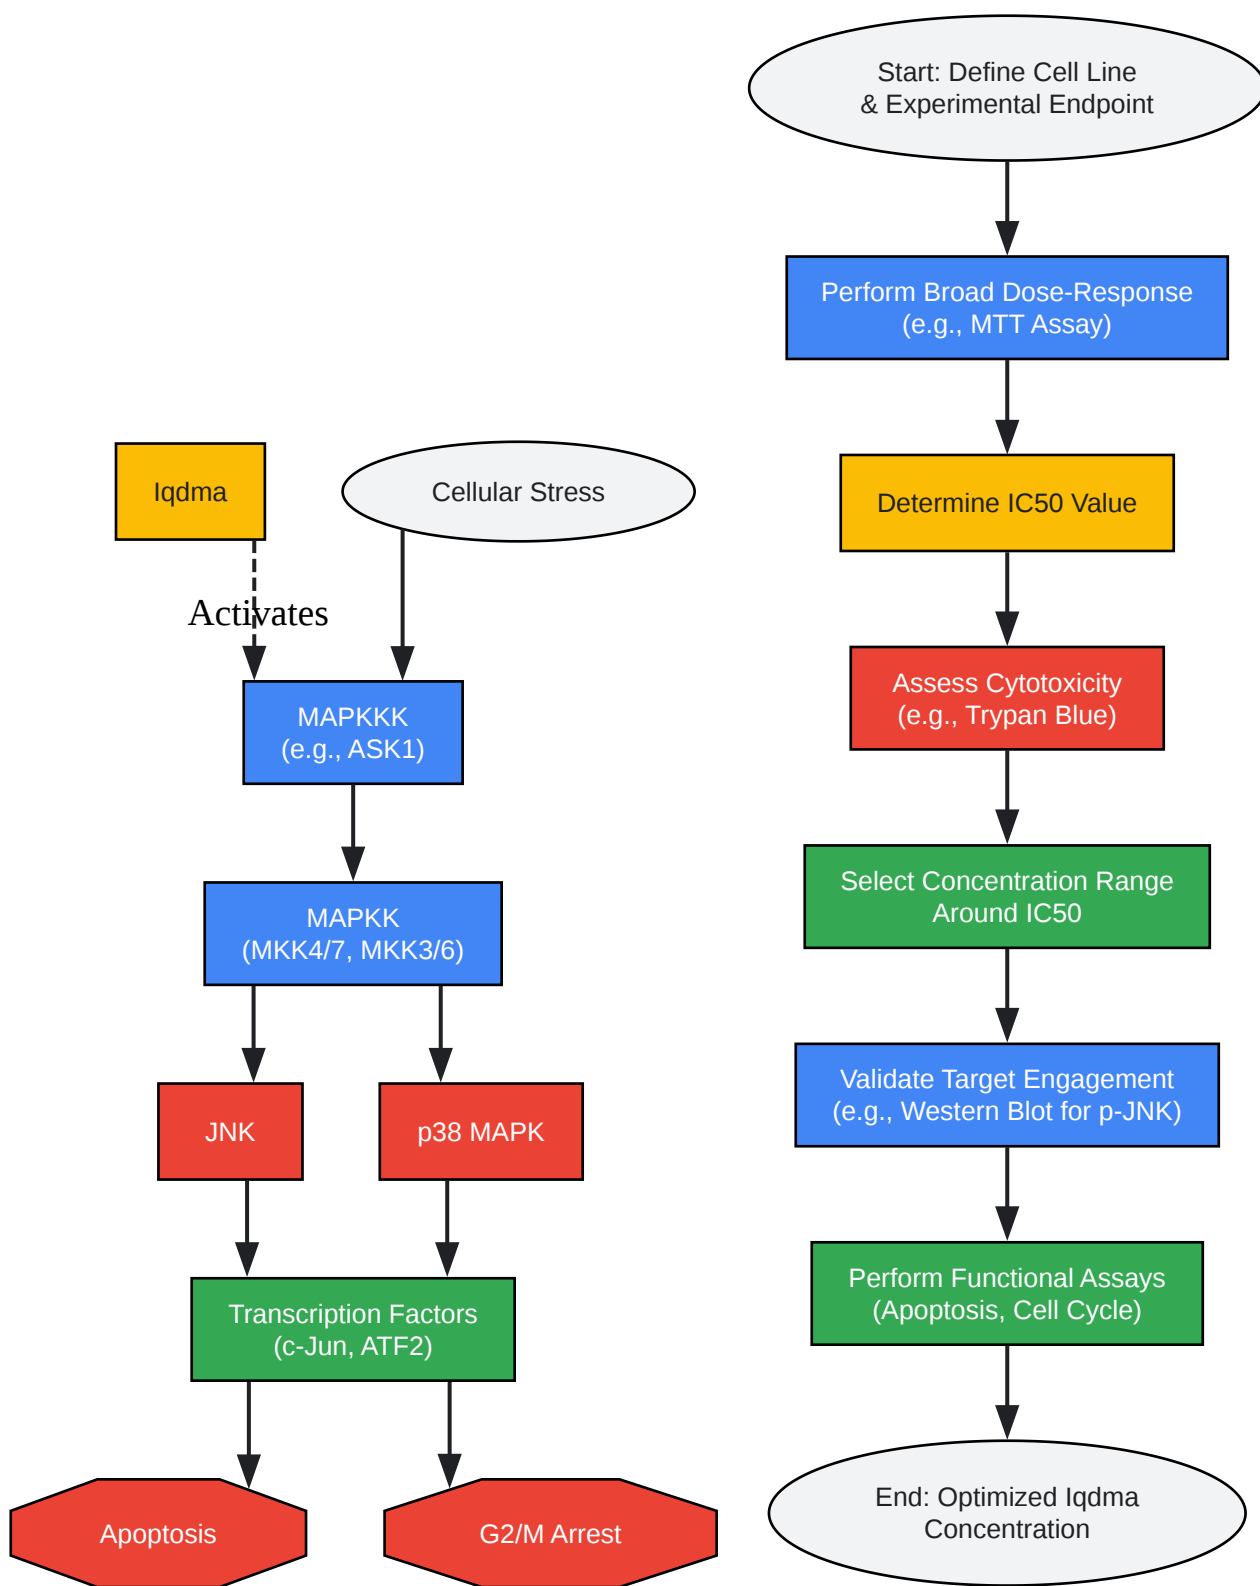 Iqdma
Cellular Stress
Activates
MAPKKK
(e.g., ASK1)
MAPKK
(MKK4/7, MKK3/6)
JNK
p38 MAPK
Transcription Factors
(c-Jun, ATF2)
Apoptosis
G2/M Arrest
Start: Define Cell Line
& Experimental Endpoint
Perform Broad Dose-Response
(e.g., MTT Assay)
Determine IC50 Value
Assess Cytotoxicity
(e.g., Trypan Blue)
Select Concentration Range
Around IC50
Validate Target Engagement
(e.g., Western Blot for p-JNK)
Perform Functional Assays
(Apoptosis, Cell Cycle)
End: Optimized Iqdma
Concentration